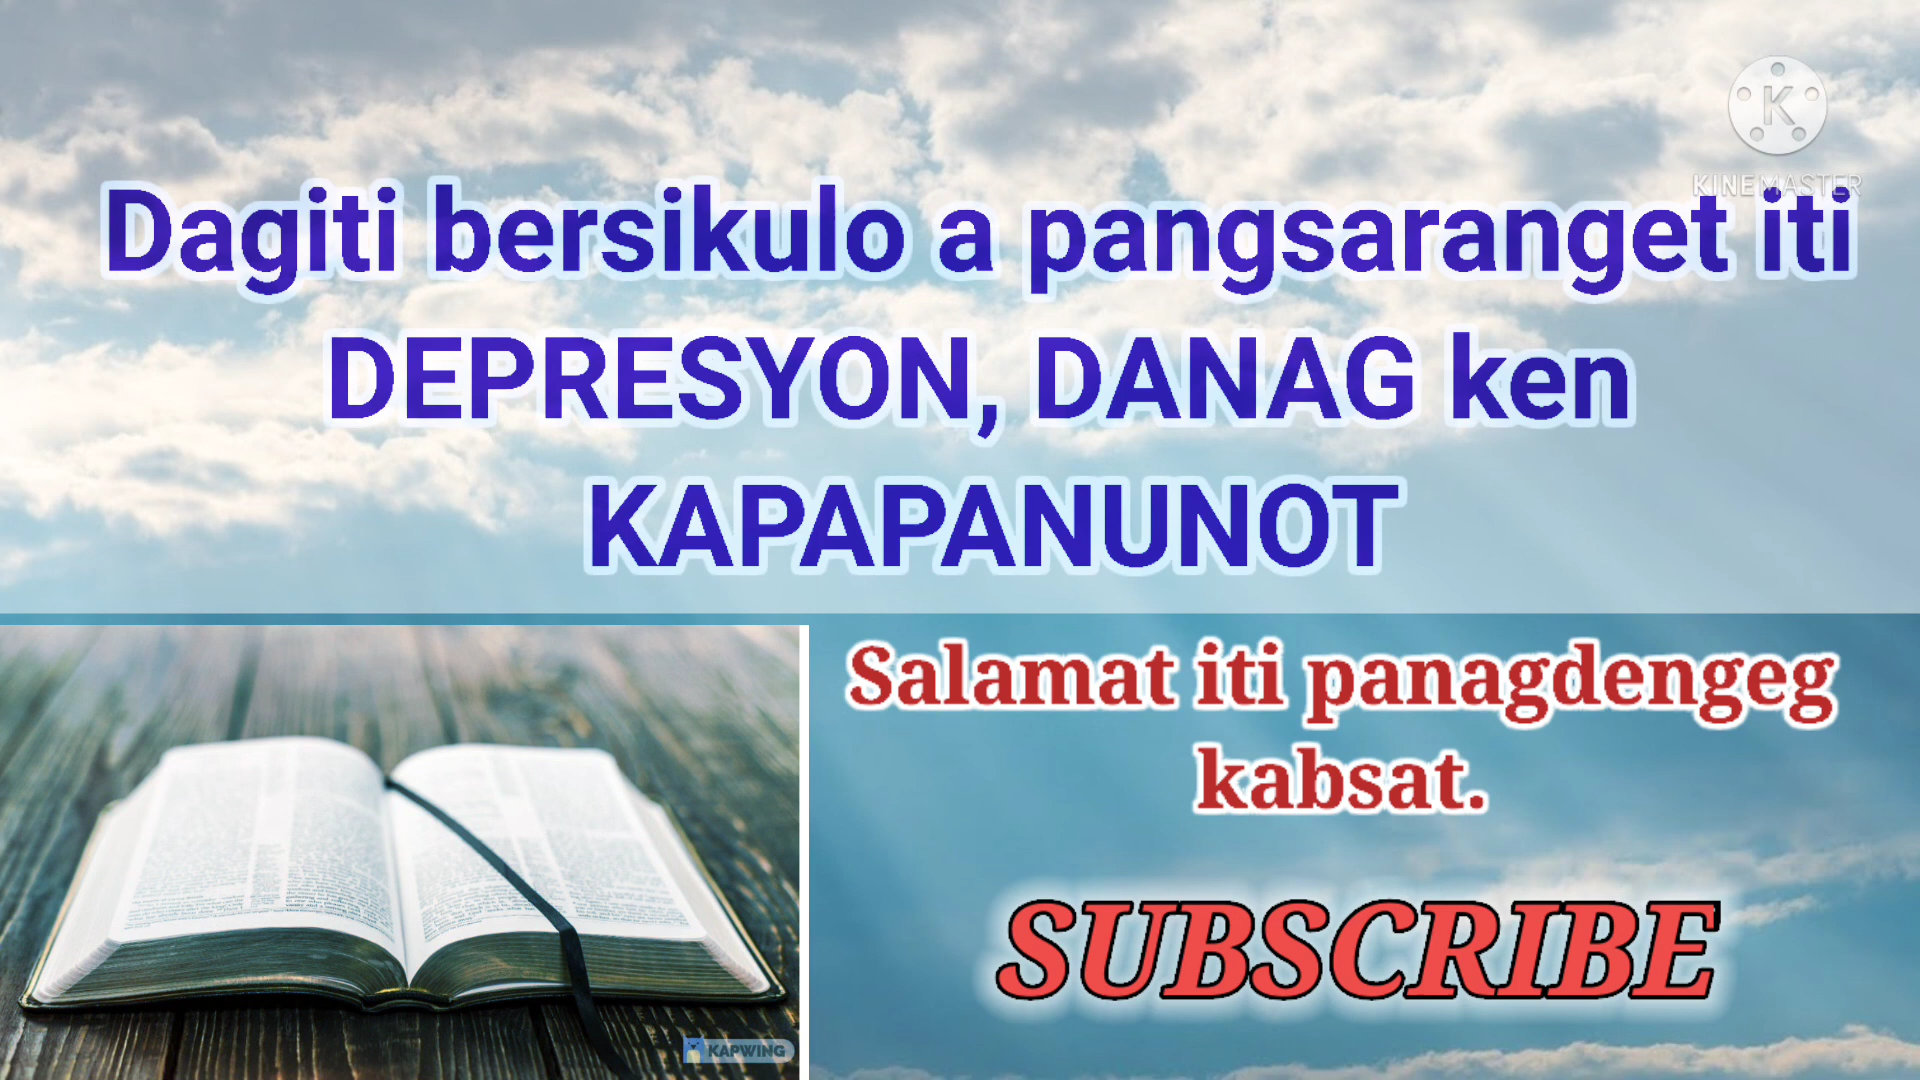 KINEMASTER
Dagiti bersikulo a pangsaranget iti
DEPRESYON, DANAG ken
KAPAPANUNOT
Salamat iti panagdengeg
kabsat.
SUBSCRIBE
KAPWING